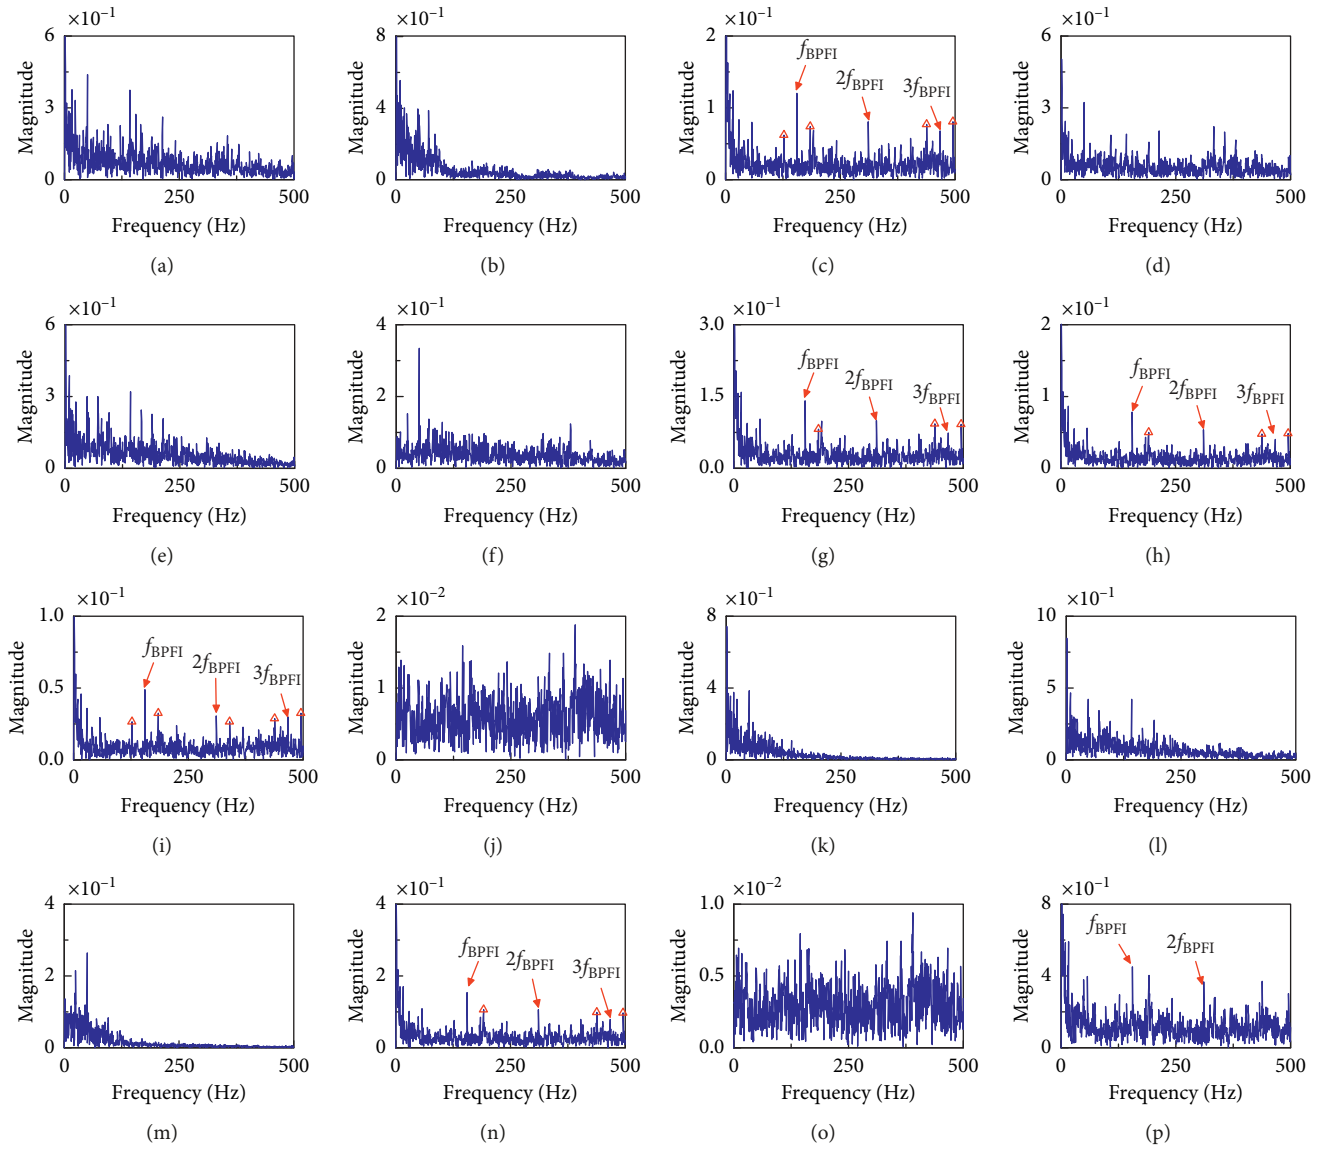 ×10⁻¹ ×10⁻¹ ×10⁻¹ ×10⁻¹
6 8 2 6
f_BPFI
2f_BPFI 3f_BPFI
Magnitude Magnitude Magnitude Magnitude
3 4 1 3
0 0 0 0
0 250 500 0 250 500 0 250 500 0 250 500
Frequency (Hz) Frequency (Hz) Frequency (Hz) Frequency (Hz)
(a) (b) (c) (d)
×10⁻¹ ×10⁻¹ ×10⁻¹ ×10⁻¹
6 4 3.0 2
f_BPFI f_BPFI
2f_BPFI 3f_BPFI 2f_BPFI 3f_BPFI
Magnitude Magnitude Magnitude Magnitude
3 2 1.5 1
0 0 0.0 0
0 250 500 0 250 500 0 250 500 0 250 500
Frequency (Hz) Frequency (Hz) Frequency (Hz) Frequency (Hz)
(e) (f) (g) (h)
×10⁻¹ ×10⁻² ×10⁻¹ ×10⁻¹
1.0 2 8 10
f_BPFI 2f_BPFI 3f_BPFI
Magnitude Magnitude Magnitude Magnitude
0.5 1 4 5
0.0 0 0 0
0 250 500 0 250 500 0 250 500 0 250 500
Frequency (Hz) Frequency (Hz) Frequency (Hz) Frequency (Hz)
(i) (j) (k) (l)
×10⁻¹ ×10⁻¹ ×10⁻² ×10⁻¹
4 4 1.0 8
f_BPFI 2f_BPFI 3f_BPFI f_BPFI 2f_BPFI
Magnitude Magnitude Magnitude Magnitude
2 2 0.5 4
0 0 0.0 0
0 250 500 0 250 500 0 250 500 0 250 500
Frequency (Hz) Frequency (Hz) Frequency (Hz) Frequency (Hz)
(m) (n) (o) (p)